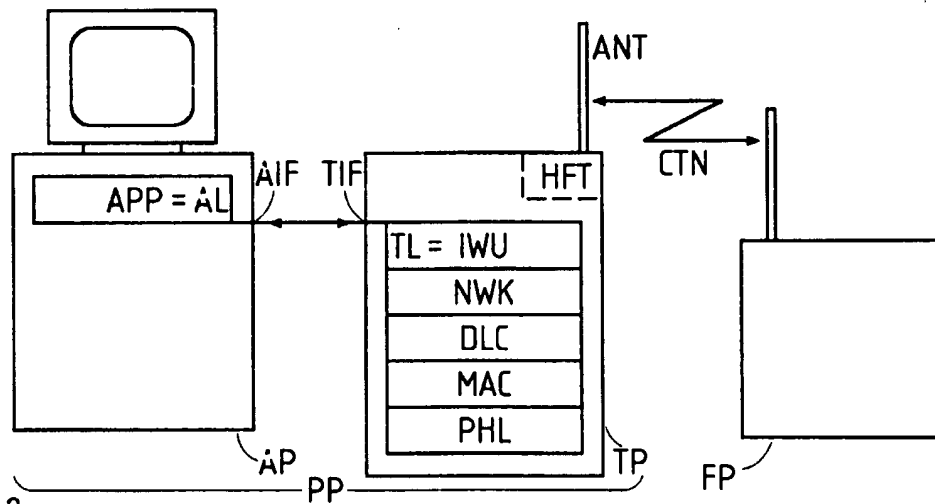 ANT
CTN
HFT
AIF TIF
APP = AL
TL = IWU
NWK
DLC
MAC
PHL
AP
TP
FP
PP